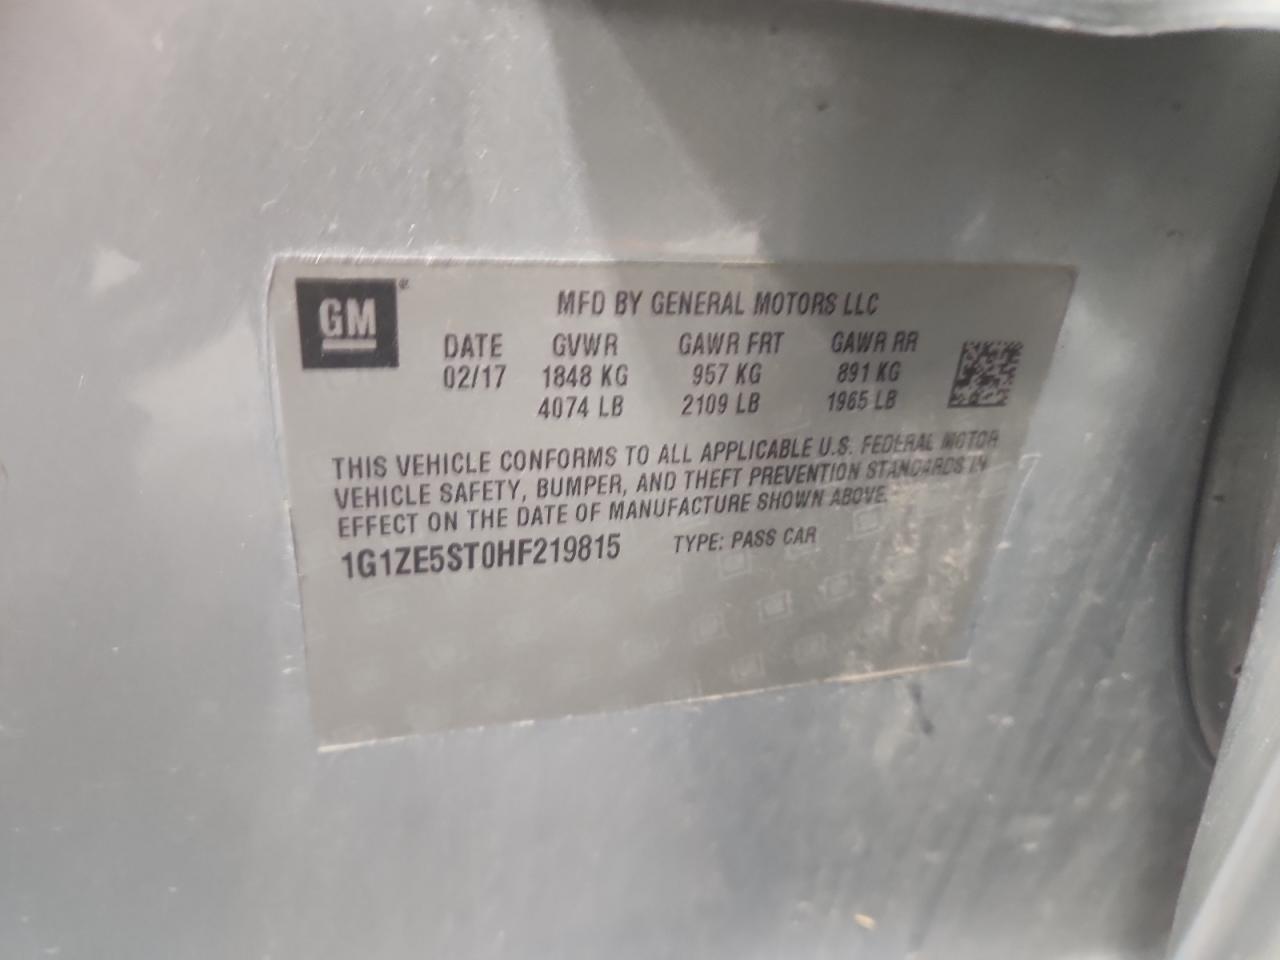 GM®
MFD BY GENERAL MOTORS LLC
DATE GVWR GAWR FRT GAWR RR
02/17 1848 KG 957 KG 891 KG
4074 LB 2109 LB 1965 LB
THIS VEHICLE CONFORMS TO ALL APPLICABLE U.S. FEDERAL MOTOR
VEHICLE SAFETY, BUMPER, AND THEFT PREVENTION STANDARDS IN
EFFECT ON THE DATE OF MANUFACTURE SHOWN ABOVE.
1G1ZE5ST0HF219815 TYPE: PASS CAR